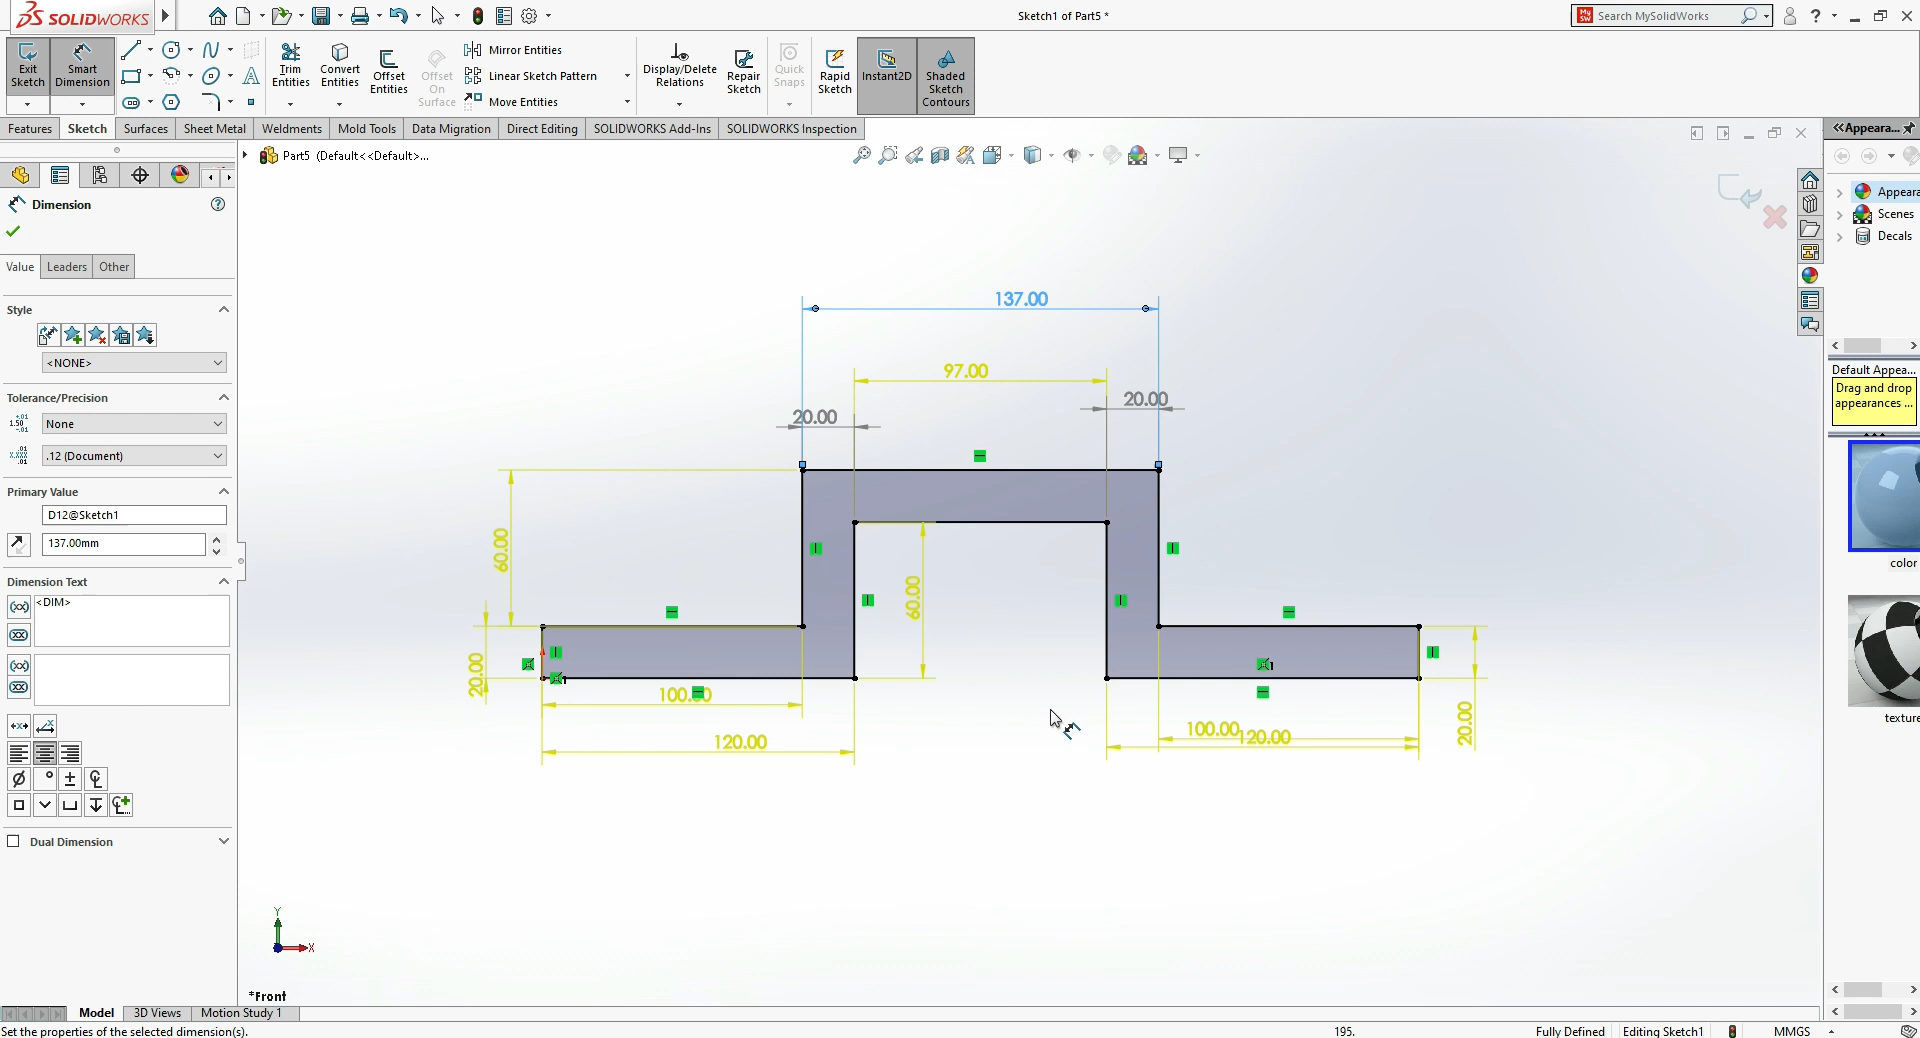 SOLIDWORKS
Sketch1 of Part5 *
Search MySolidWorks
Exit Sketch
Smart Dimension
Trim Entities
Convert Entities
Offset Entities
Offset On Surface
Mirror Entities
Linear Sketch Pattern
Move Entities
Display/Delete Relations
Repair Sketch
Quick Snaps
Rapid Sketch
Instant2D
Shaded Sketch Contours
Features
Sketch
Surfaces
Sheet Metal
Weldments
Mold Tools
Data Migration
Direct Editing
SOLIDWORKS Add-Ins
SOLIDWORKS Inspection
Part5 (Default<<Default>...
Dimension
Value
Leaders
Other
Style
<NONE>
Tolerance/Precision
None
.12 (Document)
Primary Value
D12@Sketch1
137.00mm
Dimension Text
<DIM>
Dual Dimension
137.00
97.00
20.00
20.00
60.00
60.00
20.00
100.00
120.00
100.00
120.00
20.00
Y
X
*Front
«Appeara...
Appeara
Scenes
Decals
Default Appea...
Drag and drop
appearances ...
color
texture
Model
3D Views
Motion Study 1
Set the properties of the selected dimension(s).
195.
Fully Defined
Editing Sketch1
MMGS